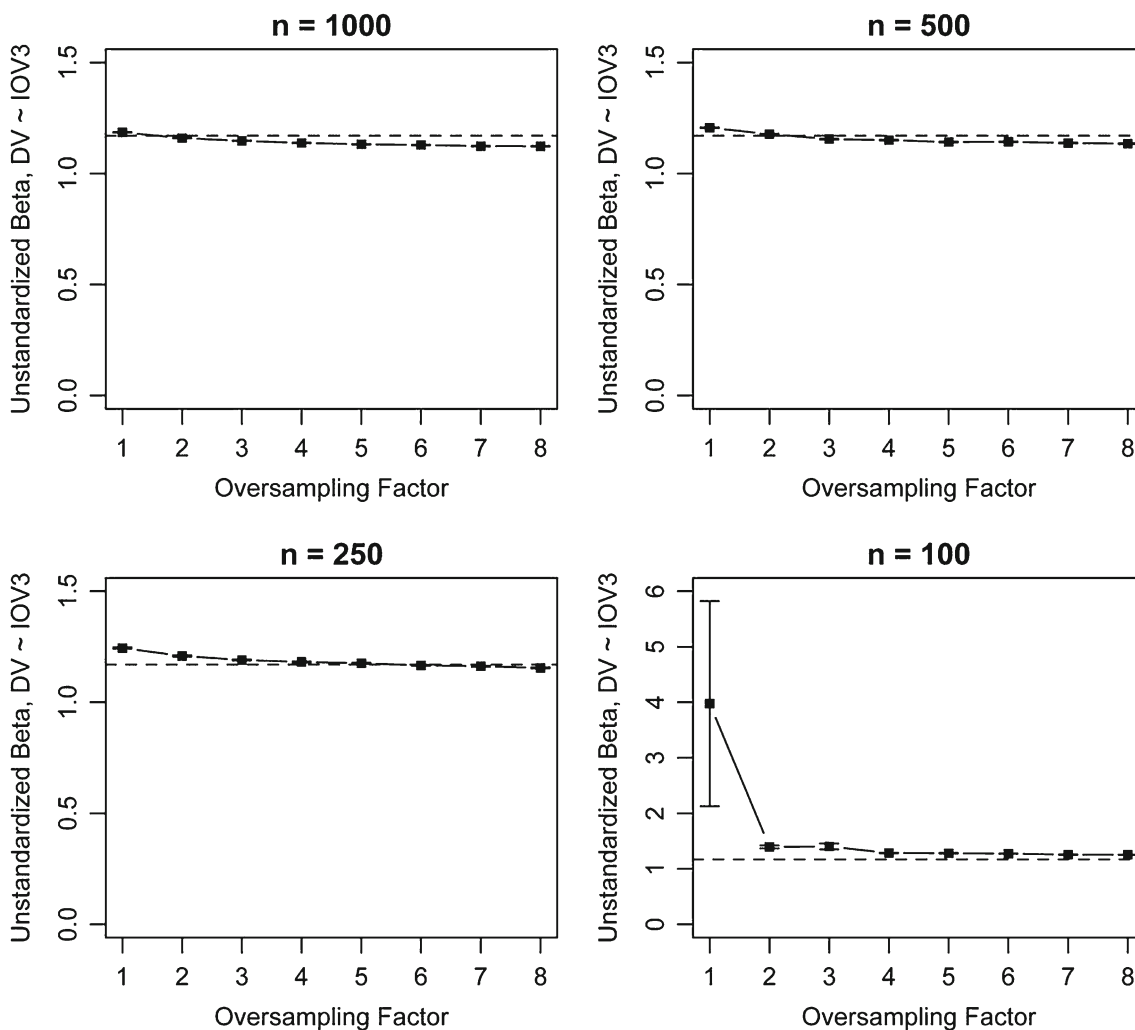 n = 1000
Unstandardized Beta, DV ~ IOV3
1.5
1.0
0.5
0.0
1 2 3 4 5 6 7 8
Oversampling Factor
n = 500
Unstandardized Beta, DV ~ IOV3
1.5
1.0
0.5
0.0
1 2 3 4 5 6 7 8
Oversampling Factor
n = 250
Unstandardized Beta, DV ~ IOV3
1.5
1.0
0.5
0.0
1 2 3 4 5 6 7 8
Oversampling Factor
n = 100
Unstandardized Beta, DV ~ IOV3
6
5
4
3
2
1
0
1 2 3 4 5 6 7 8
Oversampling Factor